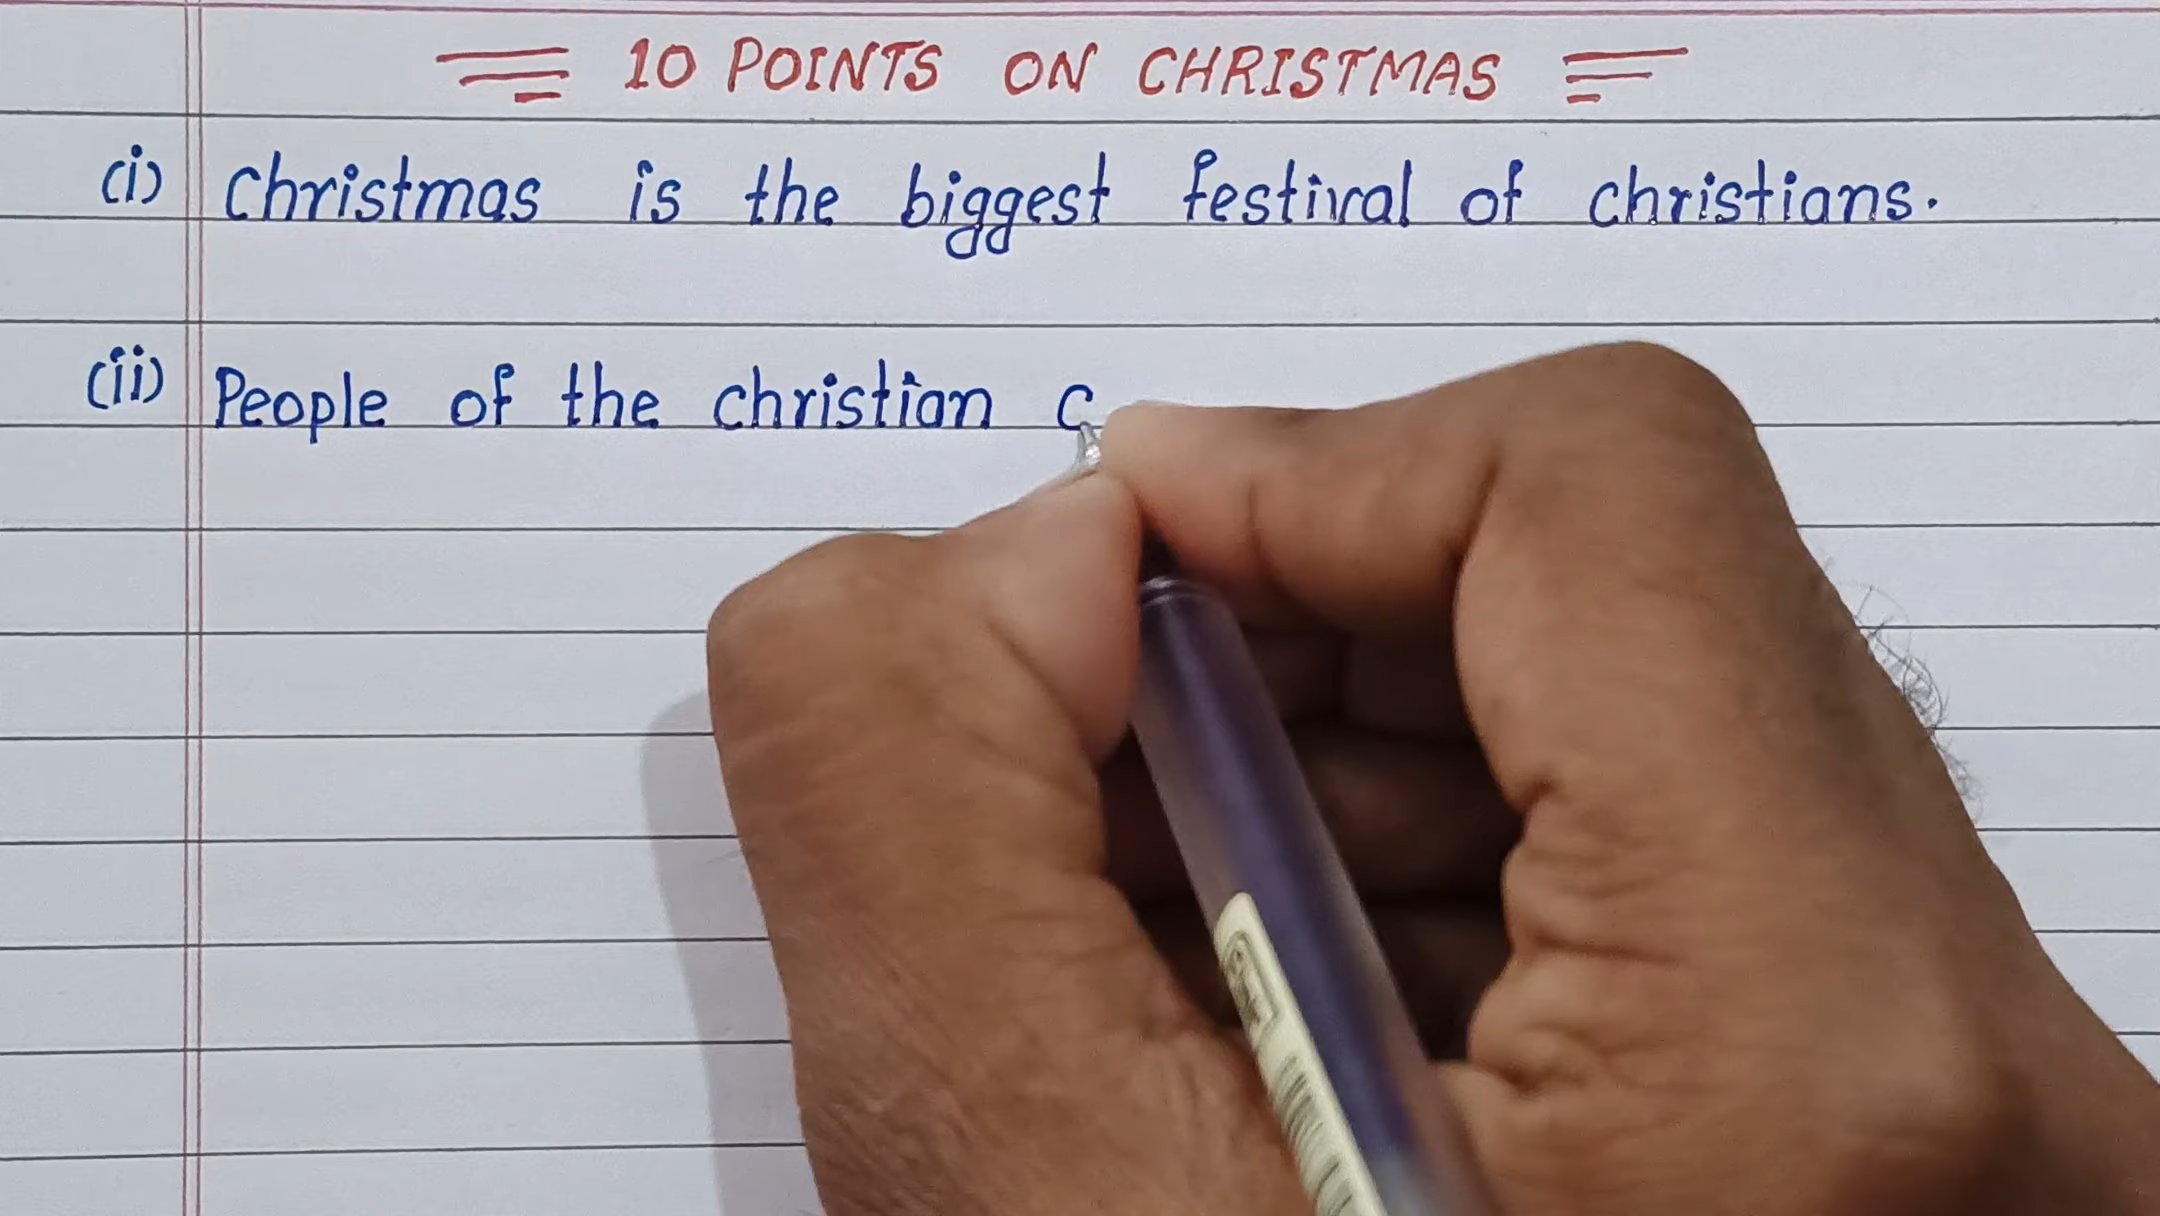 10 POINTS ON CHRISTMAS
(i) Christmas is the biggest festival of christians.
(ii) People of the christian c